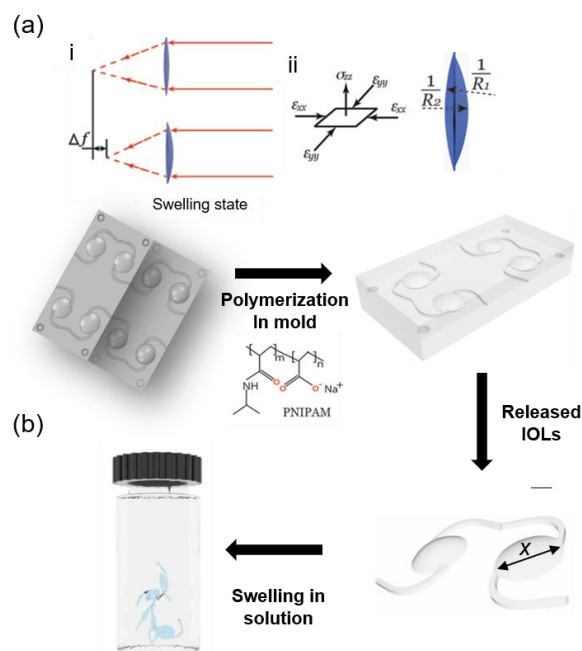 (a)
i
ii
Δf
σzz
εyy
εxx
εxx
εyy
1
R2
1
R1
Swelling state
Polymerization
In mold
m
n
NH
O
O
O⁻ Na⁺
PNIPAM
Released
IOLs
(b)
X
Swelling in
solution